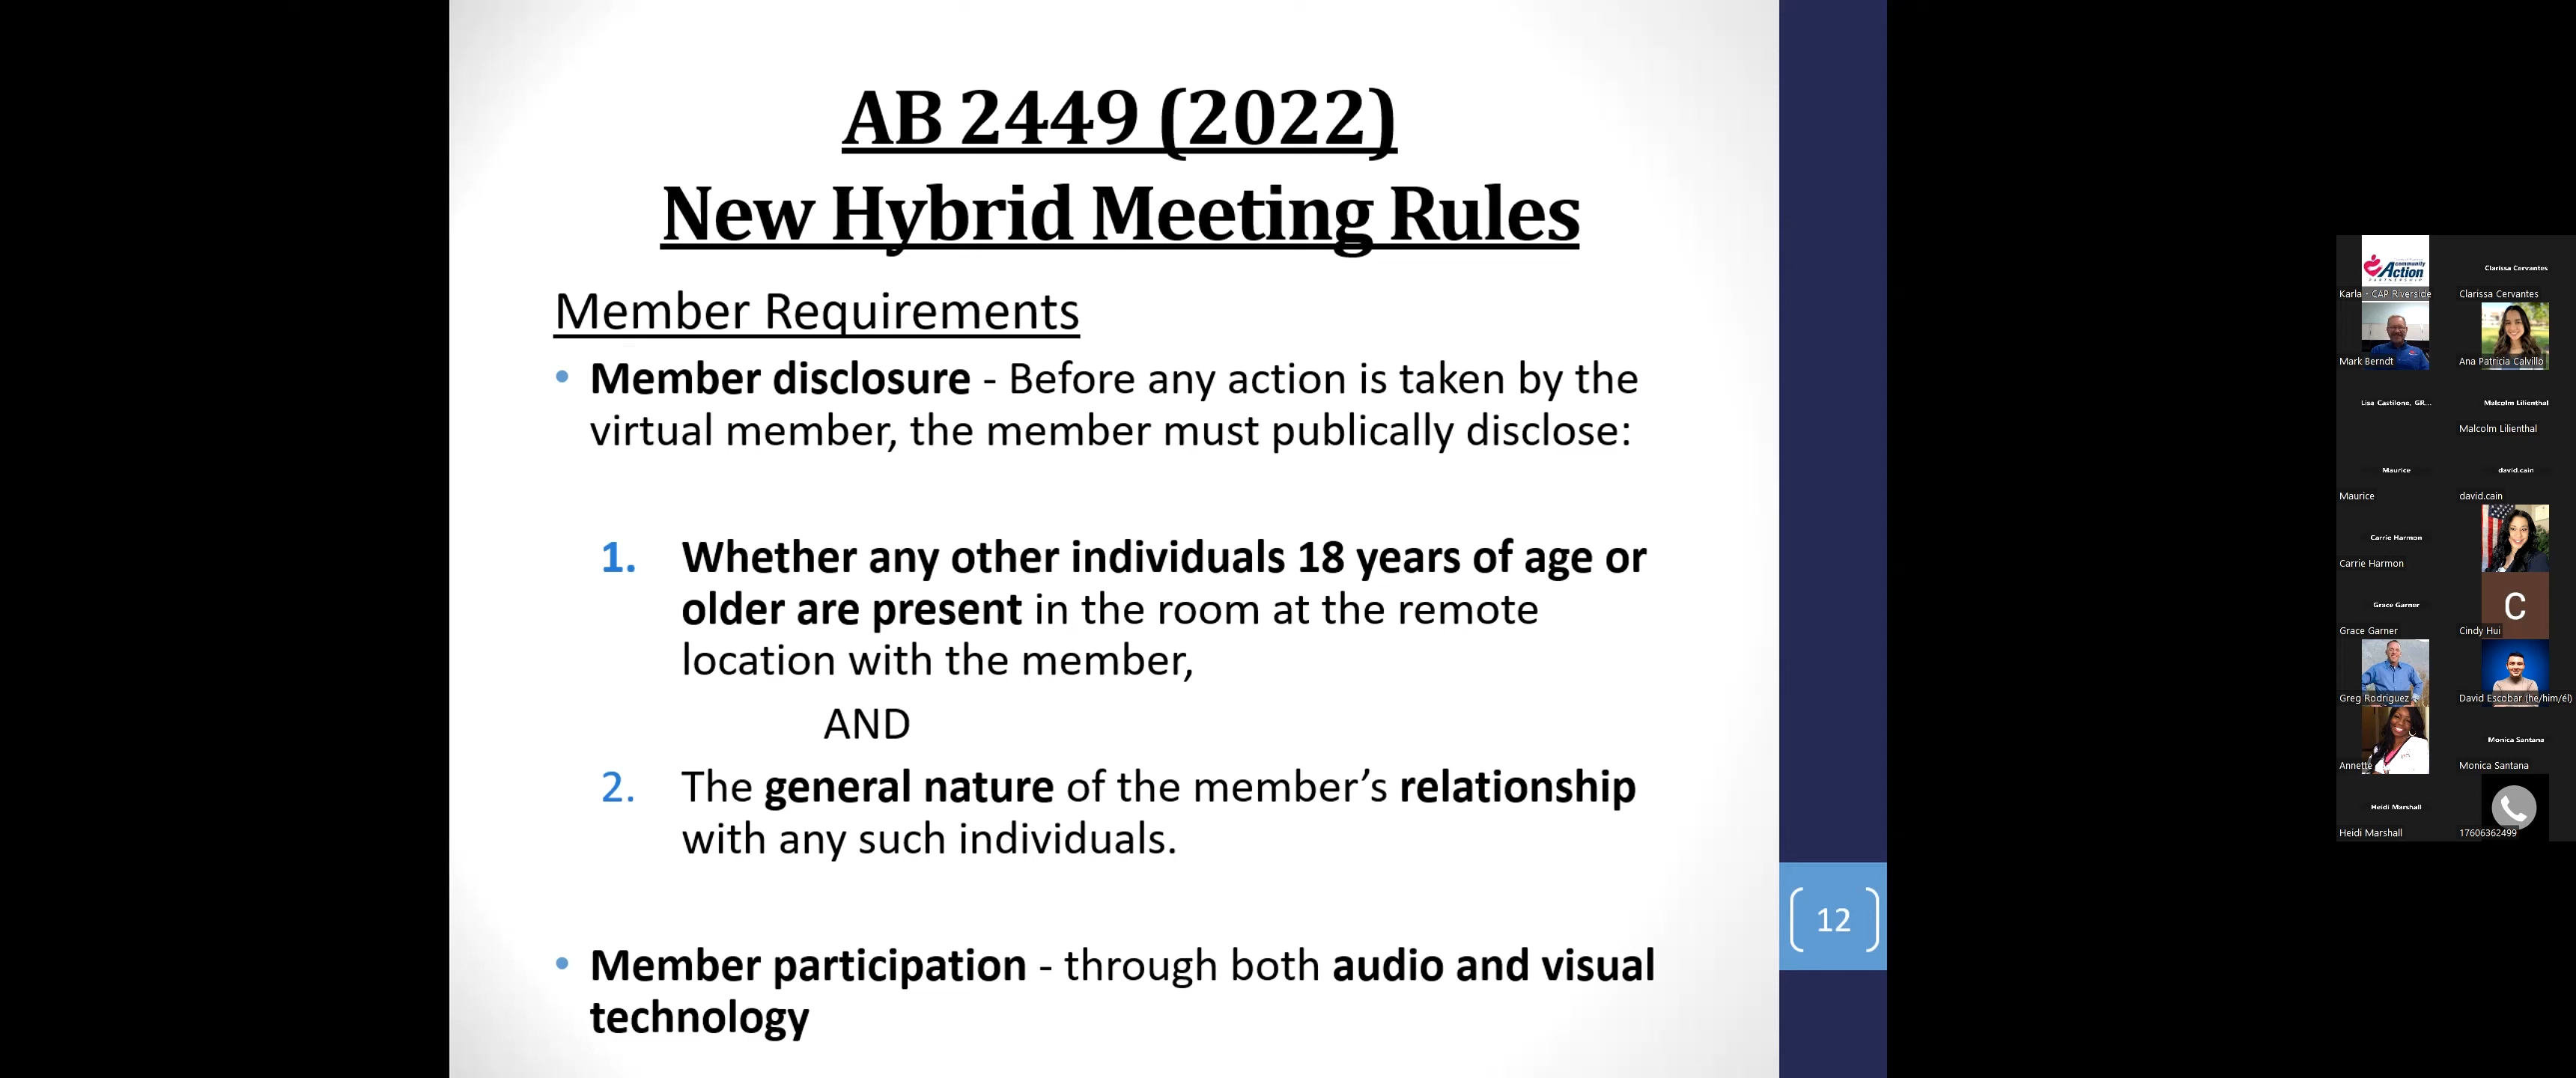 AB 2449 (2022)
New Hybrid Meeting Rules
Member Requirements
• Member disclosure - Before any action is taken by the
virtual member, the member must publically disclose:
1. Whether any other individuals 18 years of age or
older are present in the room at the remote
location with the member,
AND
2. The general nature of the member's relationship
with any such individuals.
• Member participation - through both audio and visual
technology
12
community
Action
PARTNERSHIP
Karla - CAP Riverside
Clarissa Cervantes
Clarissa Cervantes
Mark Berndt
Ana Patricia Calvillo
Lisa Castilone, GR...
Malcolm Lilienthal
Malcolm Lilienthal
Maurice
Maurice
david.cain
david.cain
Carrie Harmon
Carrie Harmon
Grace Garner
Grace Garner
C
Cindy Hui
Greg Rodriguez
David Escobar (he/him/él)
Annette
Monica Santana
Monica Santana
Heidi Marshall
Heidi Marshall
17606362499